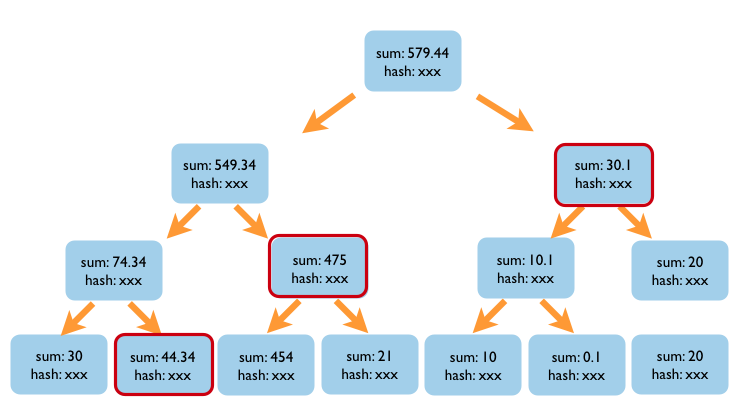 sum: 579.44
hash: xxx
sum: 549.34
hash: xxx
sum: 30.1
hash: xxx
sum: 74.34
hash: xxx
sum: 475
hash: xxx
sum: 10.1
hash: xxx
sum: 20
hash: xxx
sum: 30
hash: xxx
sum: 44.34
hash: xxx
sum: 454
hash: xxx
sum: 21
hash: xxx
sum: 10
hash: xxx
sum: 0.1
hash: xxx
sum: 20
hash: xxx